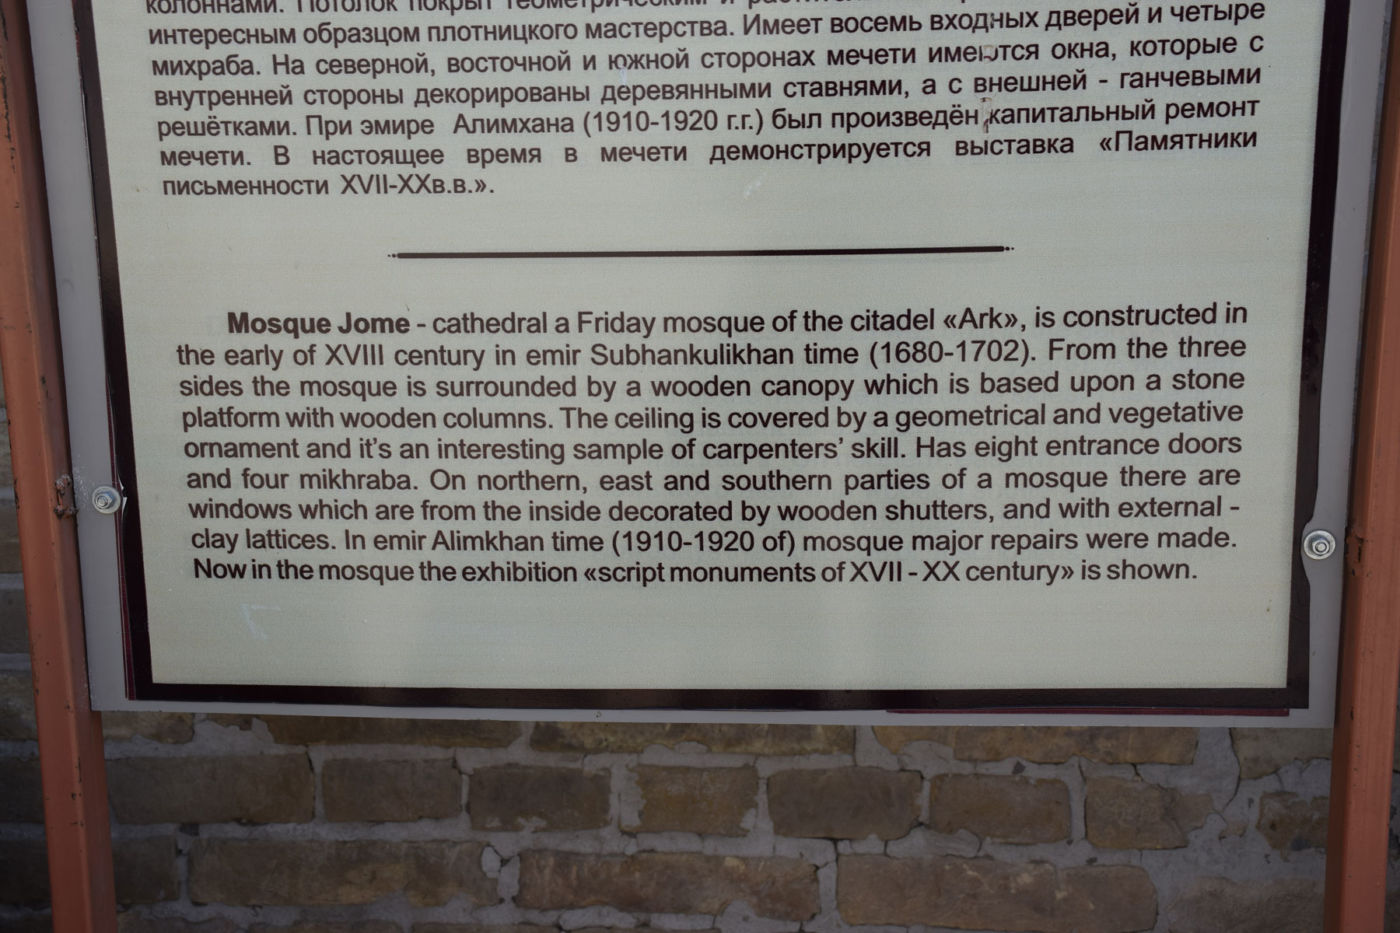 колоннами. Потолок покрыт геометрическим и
интересным образцом плотницкого мастерства. Имеет восемь входных дверей и четыре
михраба. На северной, восточной и южной сторонах мечети имеются окна, которые с
внутренней стороны декорированы деревянными ставнями, а с внешней - ганчевыми
решётками. При эмире Алимхана (1910-1920 г.г.) был произведён капитальный ремонт
мечети. В настоящее время в мечети демонстрируется выставка «Памятники
письменности XVII-XXв.в.».
Mosque Jome - cathedral a Friday mosque of the citadel «Ark», is constructed in
the early of XVIII century in emir Subhankulikhan time (1680-1702). From the three
sides the mosque is surrounded by a wooden canopy which is based upon a stone
platform with wooden columns. The ceiling is covered by a geometrical and vegetative
ornament and it's an interesting sample of carpenters' skill. Has eight entrance doors
and four mikhraba. On northern, east and southern parties of a mosque there are
windows which are from the inside decorated by wooden shutters, and with external -
clay lattices. In emir Alimkhan time (1910-1920 of) mosque major repairs were made.
Now in the mosque the exhibition «script monuments of XVII - XX century» is shown.